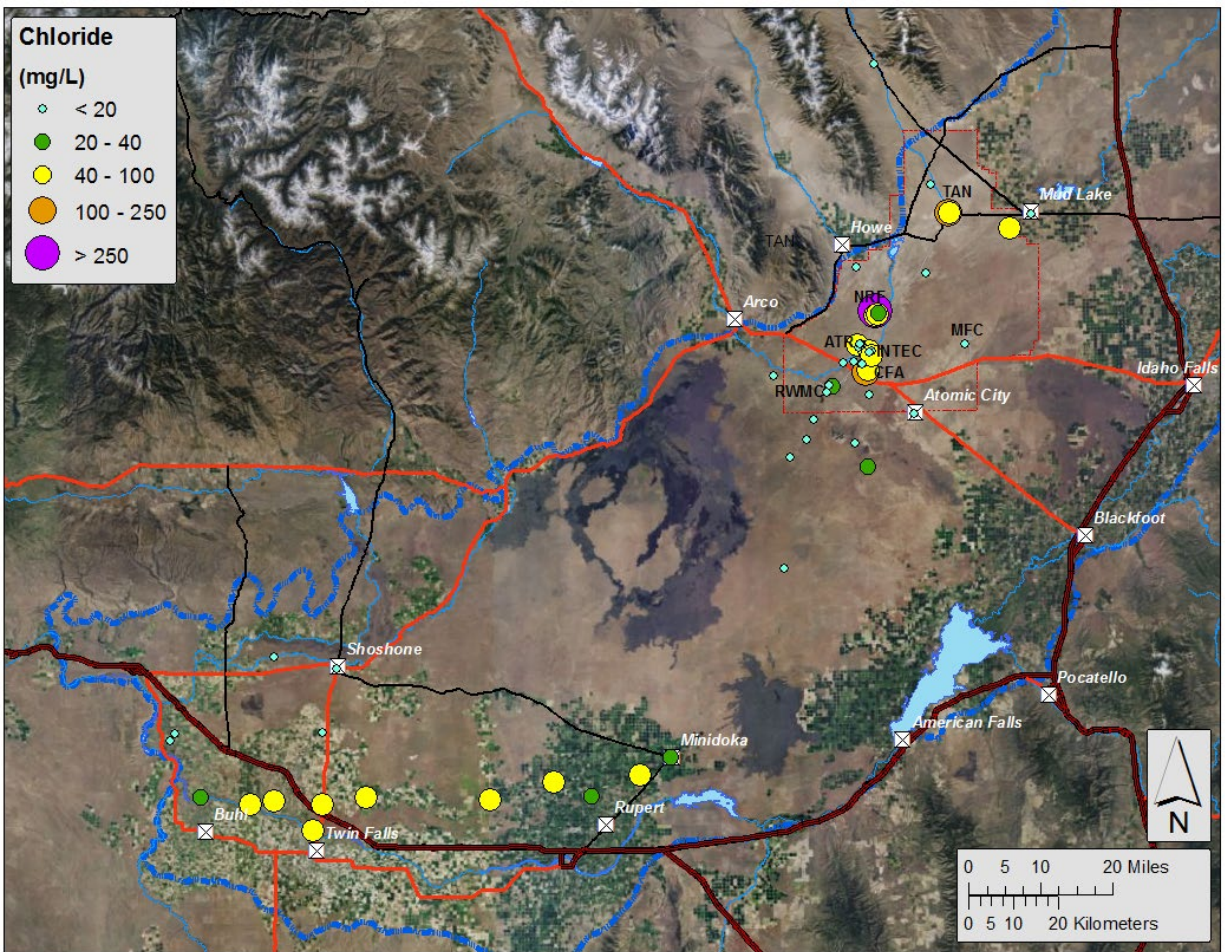 Chloride
(mg/L)
< 20
20 - 40
40 - 100
100 - 250
> 250
TAN
Mud Lake
TAN
Howe
NRF
Arco
MFC
ATR
INTEC
Idaho Falls
CFA
RWMC
Atomic City
Blackfoot
Shoshone
Pocatello
American Falls
Minidoka
Rupert
Buhl
Twin Falls
N
0 5 10 20 Miles
0 5 10 20 Kilometers